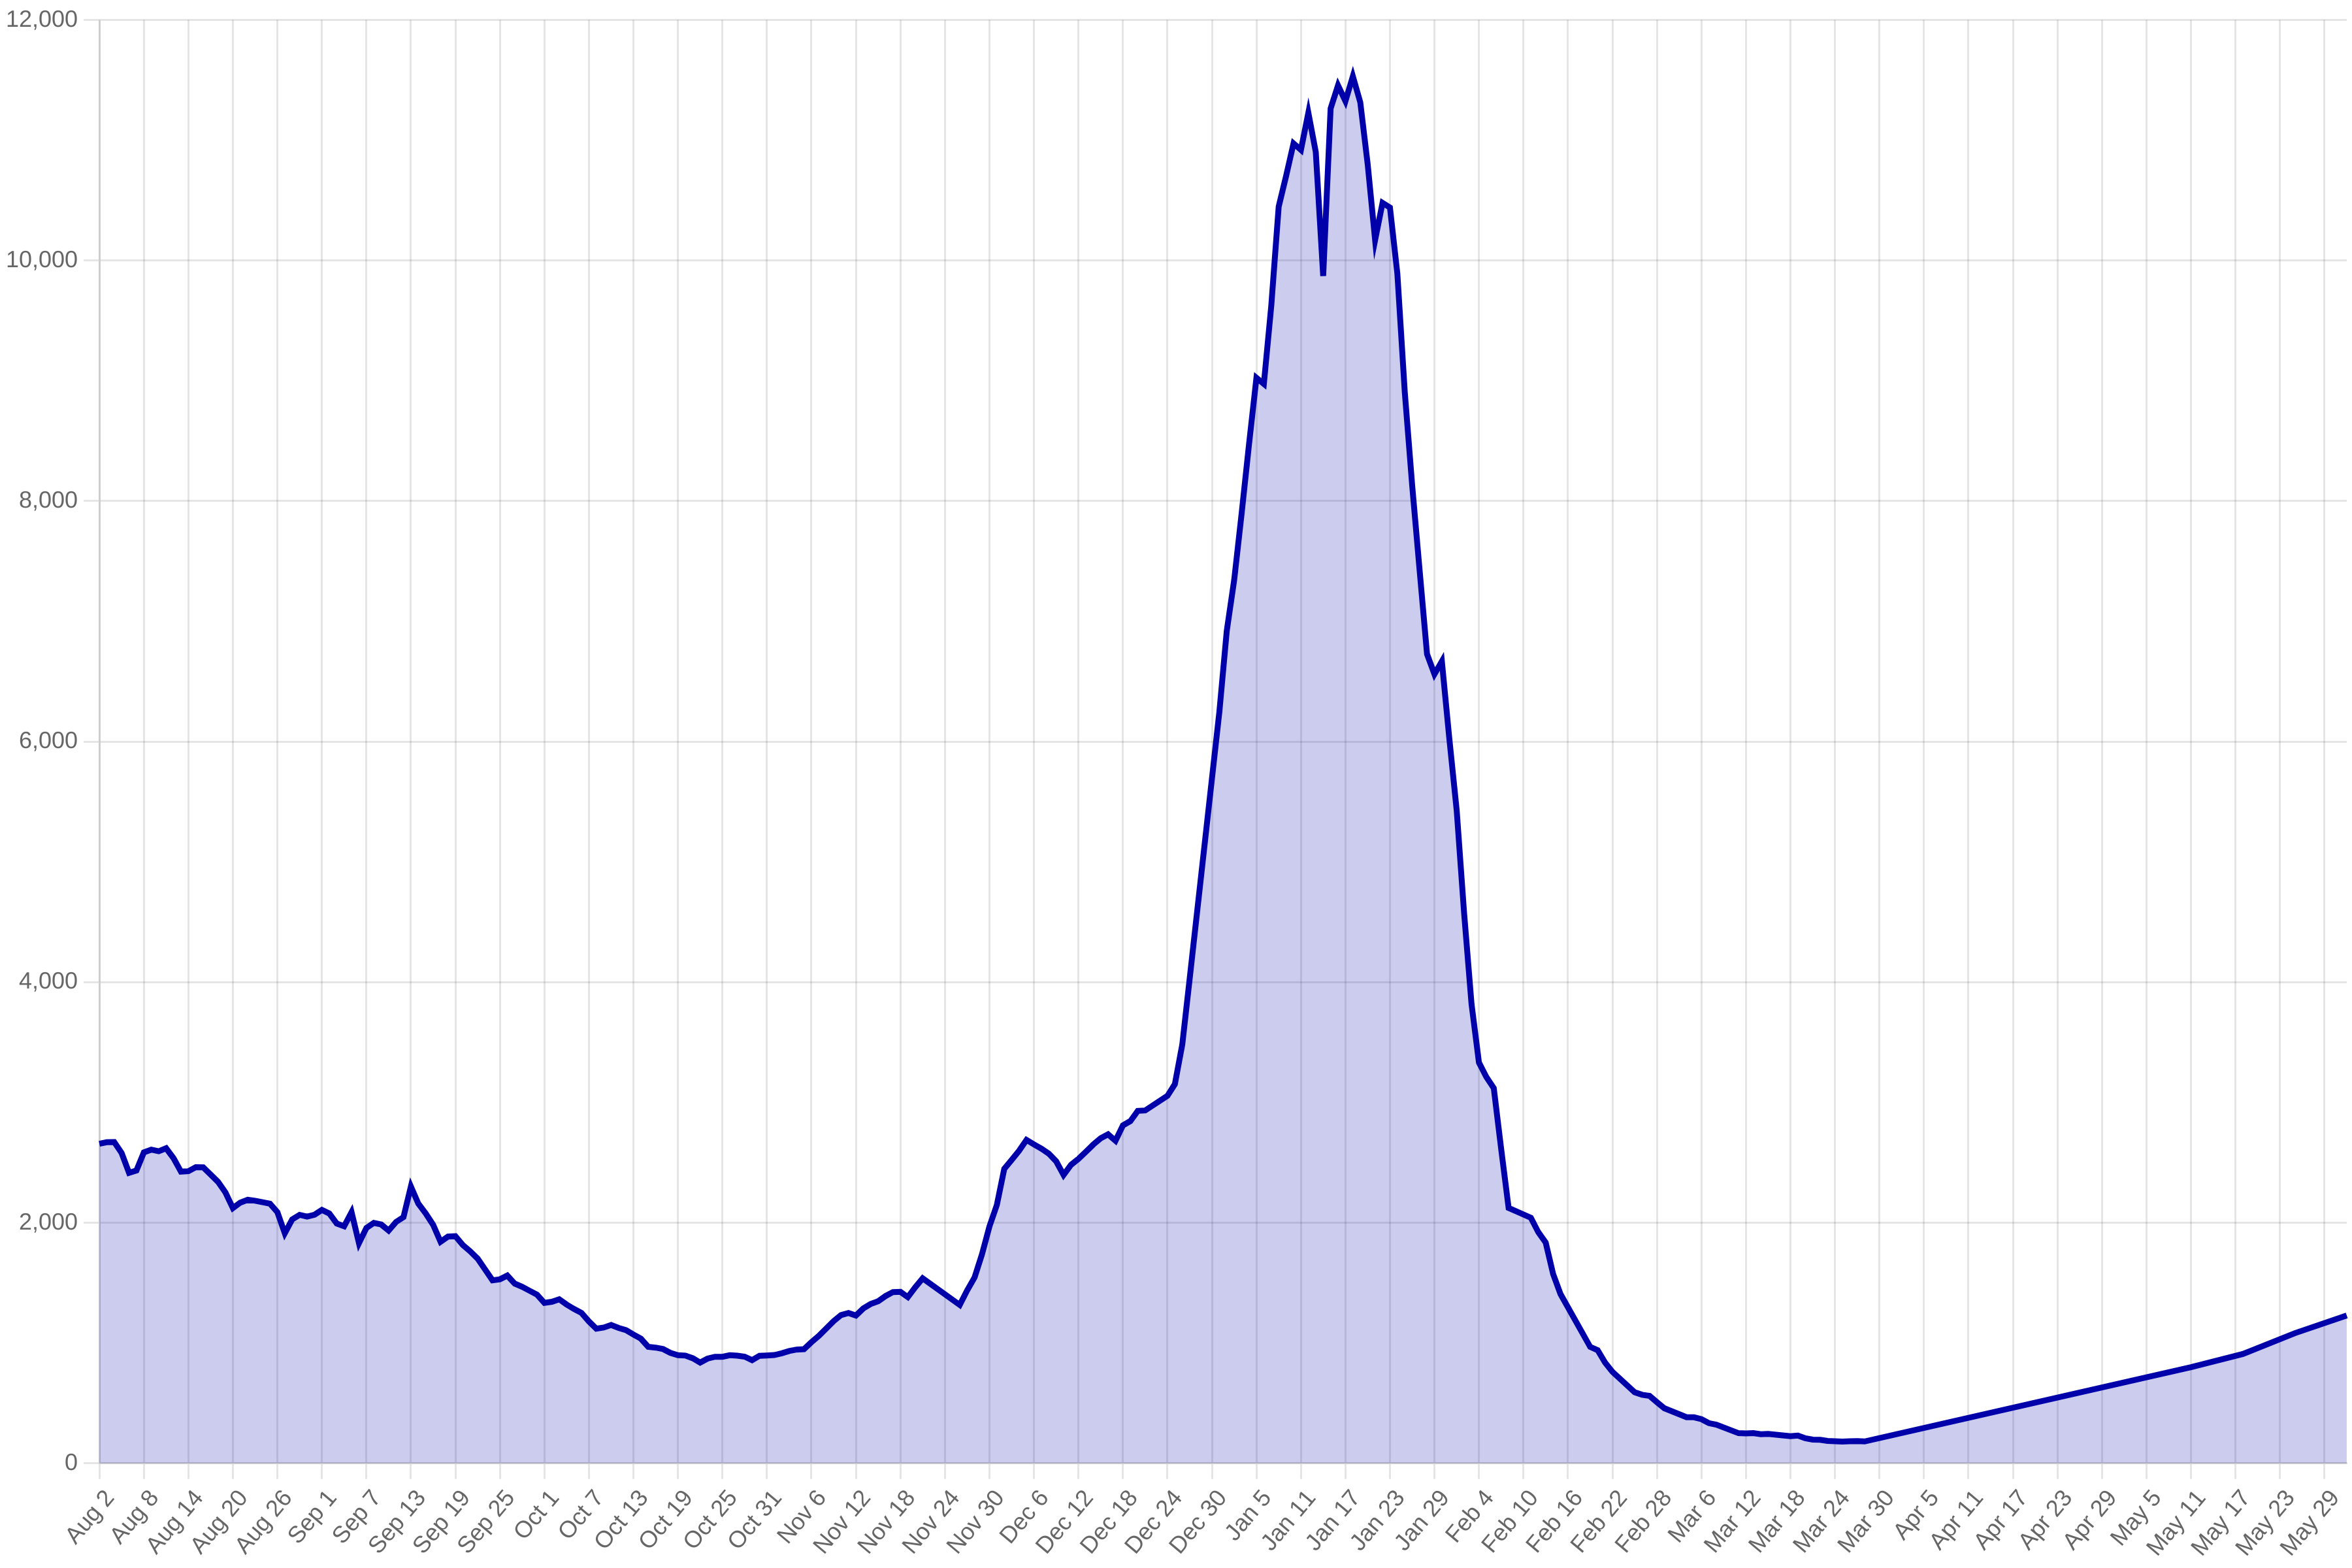 12,000
10,000
8,000
6,000
4,000
2,000
0
Aug 2
Aug 8
Aug 14
Aug 20
Aug 26
Sep 1
Sep 7
Sep 13
Sep 19
Sep 25
Oct 1
Oct 7
Oct 13
Oct 19
Oct 25
Oct 31
Nov 6
Nov 12
Nov 18
Nov 24
Nov 30
Dec 6
Dec 12
Dec 18
Dec 24
Dec 30
Jan 5
Jan 11
Jan 17
Jan 23
Jan 29
Feb 4
Feb 10
Feb 16
Feb 22
Feb 28
Mar 6
Mar 12
Mar 18
Mar 24
Mar 30
Apr 5
Apr 11
Apr 17
Apr 23
Apr 29
May 5
May 11
May 17
May 23
May 29